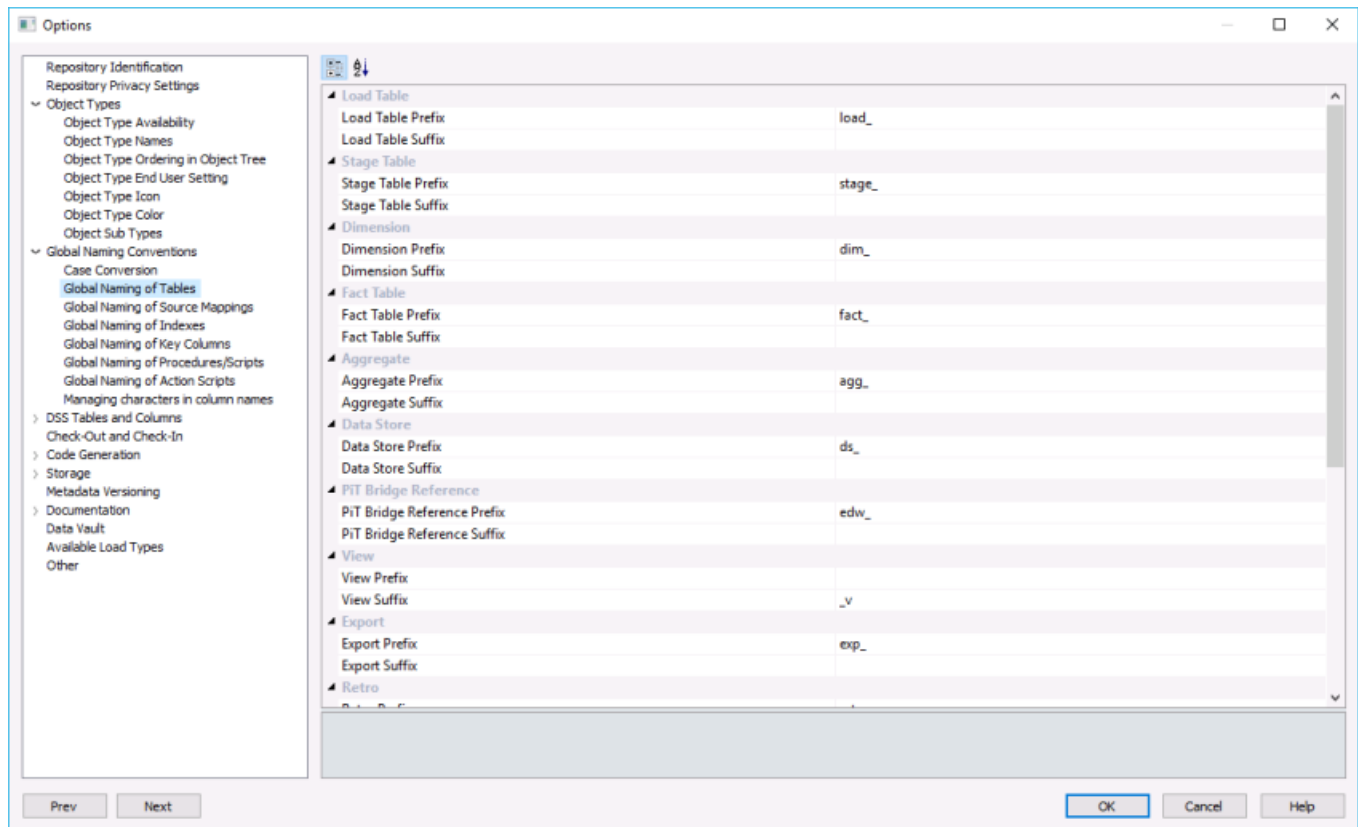 Options
Repository Identification
Repository Privacy Settings
Object Types
Object Type Availability
Object Type Names
Object Type Ordering in Object Tree
Object Type End User Setting
Object Type Icon
Object Type Color
Object Sub Types
Global Naming Conventions
Case Conversion
Global Naming of Tables
Global Naming of Source Mappings
Global Naming of Indexes
Global Naming of Key Columns
Global Naming of Procedures/Scripts
Global Naming of Action Scripts
Managing characters in column names
DSS Tables and Columns
Check-Out and Check-In
Code Generation
Storage
Metadata Versioning
Documentation
Data Vault
Available Load Types
Other
Load Table
Load Table Prefix load_
Load Table Suffix
Stage Table
Stage Table Prefix stage_
Stage Table Suffix
Dimension
Dimension Prefix dim_
Dimension Suffix
Fact Table
Fact Table Prefix fact_
Fact Table Suffix
Aggregate
Aggregate Prefix agg_
Aggregate Suffix
Data Store
Data Store Prefix ds_
Data Store Suffix
PiT Bridge Reference
PiT Bridge Reference Prefix edw_
PiT Bridge Reference Suffix
View
View Prefix
View Suffix _v
Export
Export Prefix exp_
Export Suffix
Retro
Prev Next OK Cancel Help